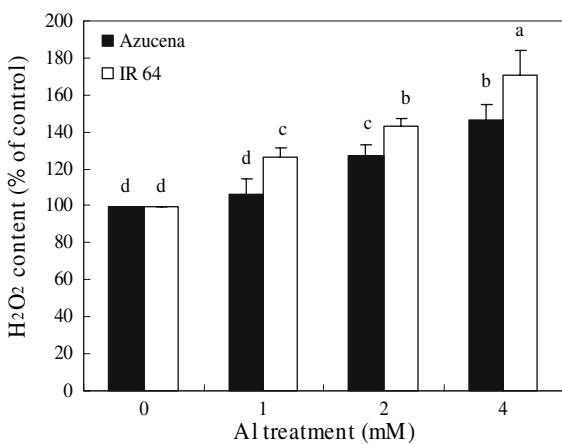 200
180
160
140
120
100
80
60
40
20
0
H2O2 content (% of control)
Azucena
IR 64
d d
d c
c b
b a
0 1 2 4
Al treatment (mM)